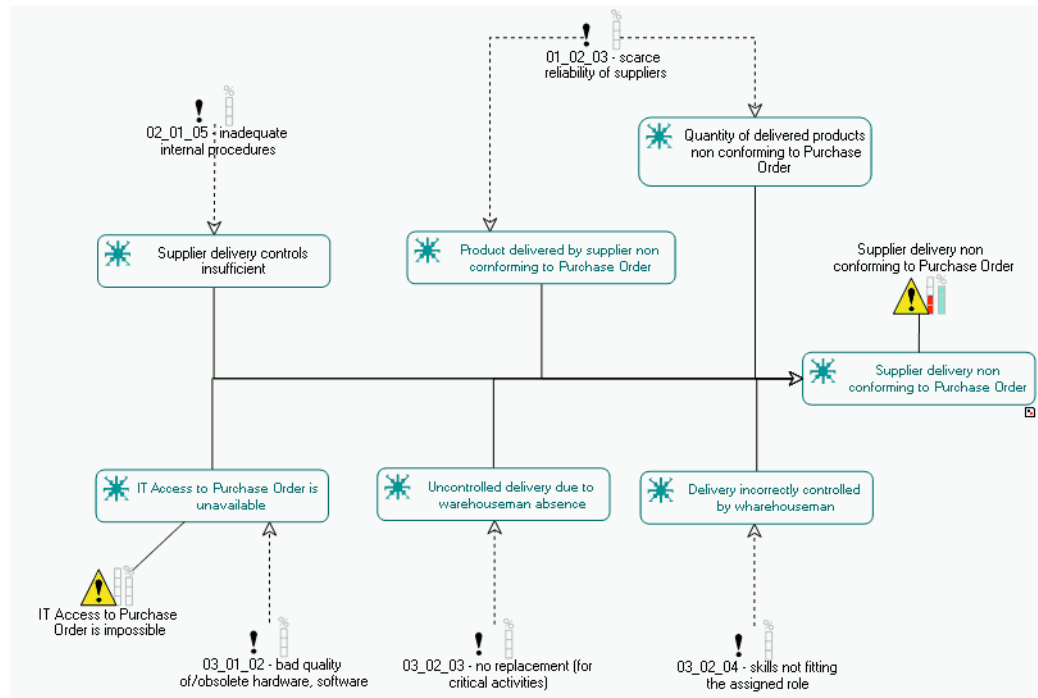 01_02_03 - scarce
reliability of suppliers
02_01_05 - inadequate
internal procedures
Quantity of delivered products
non conforming to Purchase
Order
Supplier delivery controls
insufficient
Product delivered by supplier non
cornforming to Purchase Order
Supplier delivery non
conforming to Purchase Order
%
Supplier delivery non
conforming to Purchase Order
IT Access to Purchase Order is
unavailable
Uncontrolled delivery due to
warehouseman absence
Delivery incorrectly controlled
by wharehouseman
IT Access to Purchase
Order is impossible
03_01_02 - bad quality
of/obsolete hardware, software
03_02_03 - no replacement (for
critical activities)
03_02_04 - skills not fitting
the assigned role